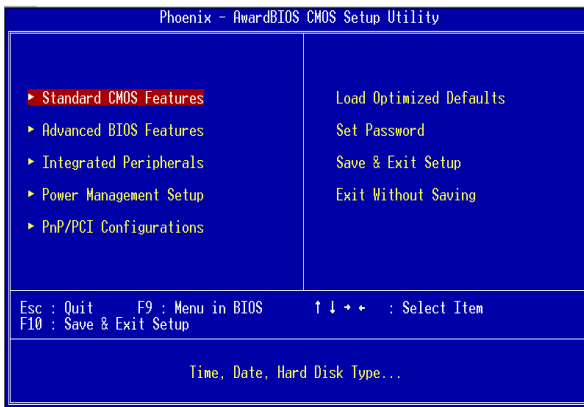 Phoenix - AwardBIOS CMOS Setup Utility
▸ Standard CMOS Features
▸ Advanced BIOS Features
▸ Integrated Peripherals
▸ Power Management Setup
▸ PnP/PCI Configurations
Load Optimized Defaults
Set Password
Save & Exit Setup
Exit Without Saving
Esc : Quit F9 : Menu in BIOS ↑ ↓ → ← : Select Item
F10 : Save & Exit Setup
Time, Date, Hard Disk Type...